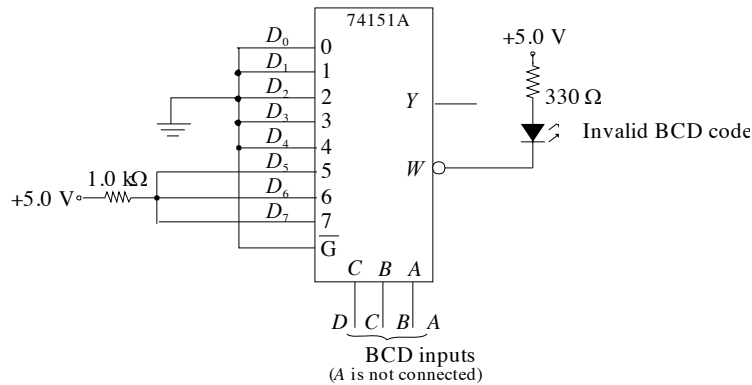 74151A
D₀ 0
D₁ 1
D₂ 2
D₃ 3
D₄ 4
D₅ 5
D₆ 6
D₇ 7
G̅
Y
W
+5.0 V
330 Ω
Invalid BCD code
1.0 kΩ
+5.0 V
C B A
D C B A
BCD inputs
(A is not connected)